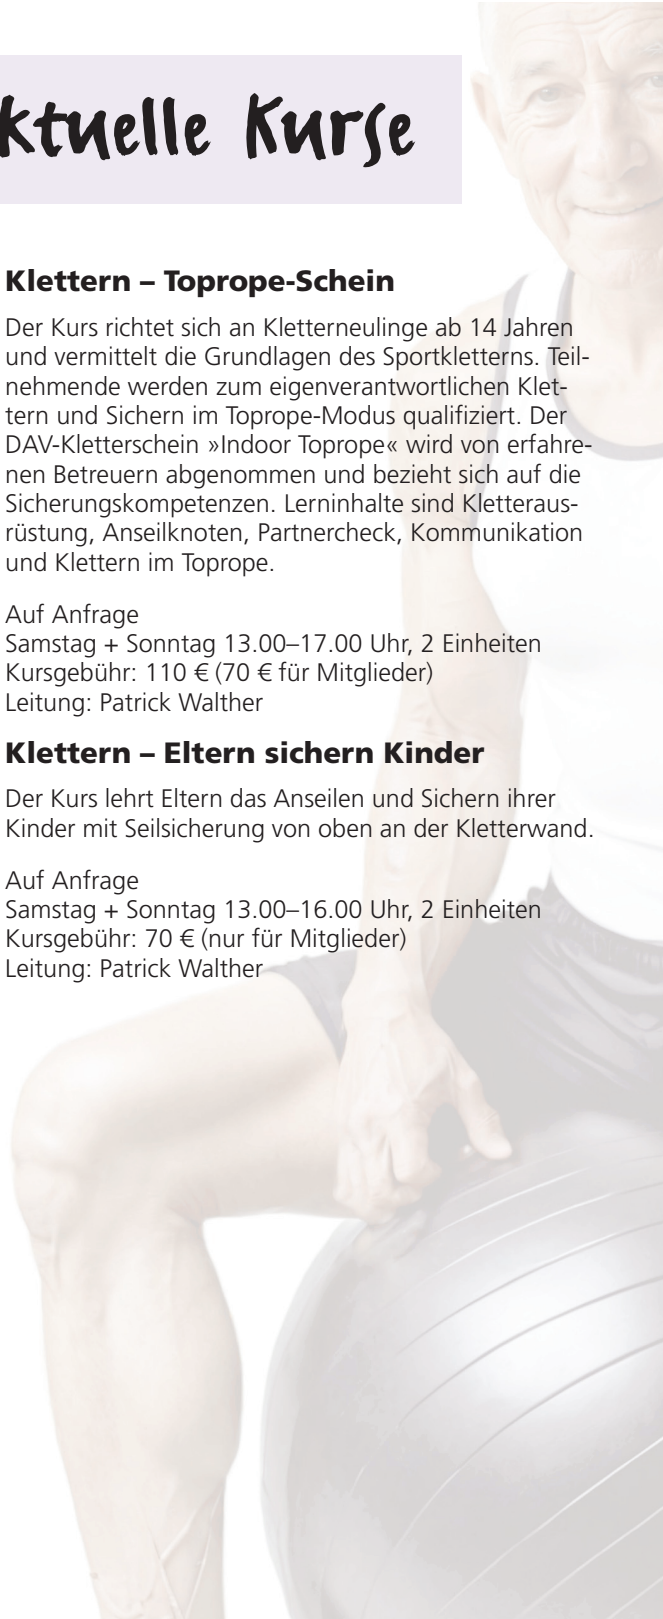 ktuelle Kurse
Klettern – Toprope-Schein
Der Kurs richtet sich an Kletterneulinge ab 14 Jahren
und vermittelt die Grundlagen des Sportkletterns. Teil-
nehmende werden zum eigenverantwortlichen Klet-
tern und Sichern im Toprope-Modus qualifiziert. Der
DAV-Kletterschein »Indoor Toprope« wird von erfahre-
nen Betreuern abgenommen und bezieht sich auf die
Sicherungskompetenzen. Lerninhalte sind Kletteraus-
rüstung, Anseilknoten, Partnercheck, Kommunikation
und Klettern im Toprope.
Auf Anfrage
Samstag + Sonntag 13.00–17.00 Uhr, 2 Einheiten
Kursgebühr: 110 € (70 € für Mitglieder)
Leitung: Patrick Walther
Klettern – Eltern sichern Kinder
Der Kurs lehrt Eltern das Anseilen und Sichern ihrer
Kinder mit Seilsicherung von oben an der Kletterwand.
Auf Anfrage
Samstag + Sonntag 13.00–16.00 Uhr, 2 Einheiten
Kursgebühr: 70 € (nur für Mitglieder)
Leitung: Patrick Walther